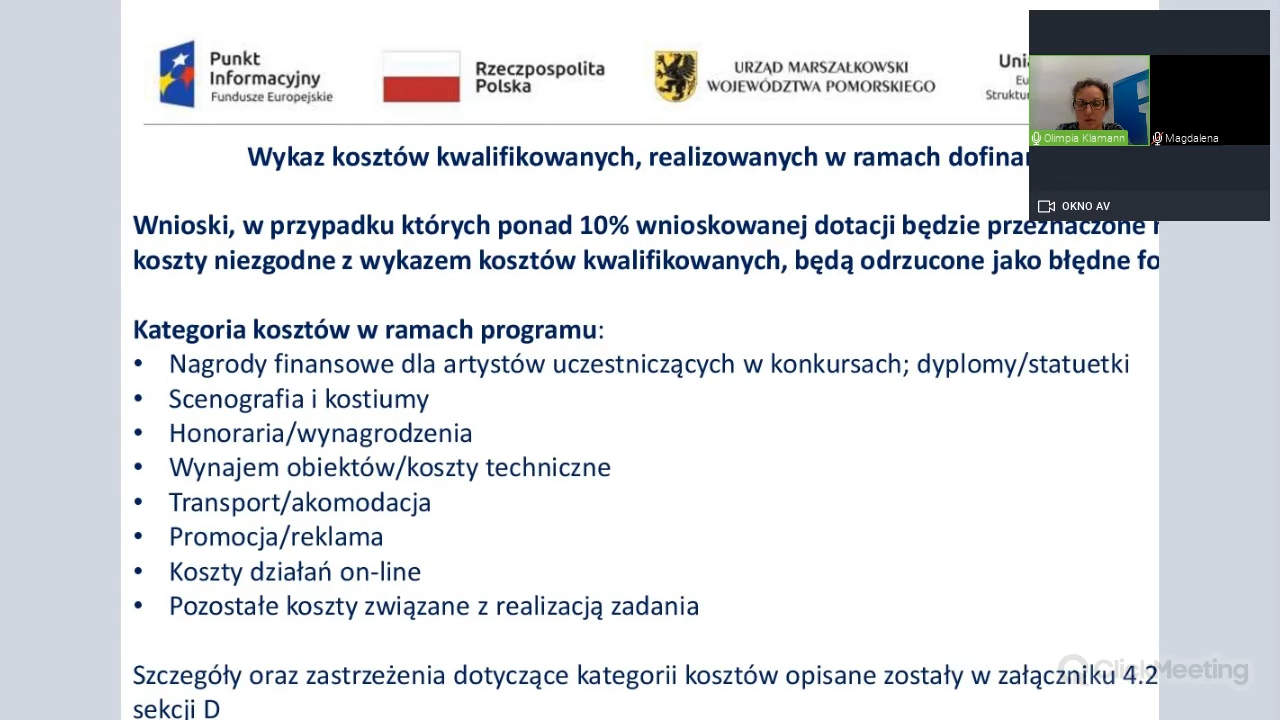 Punkt
Informacyjny
Fundusze Europejskie
Rzeczpospolita
Polska
URZĄD MARSZAŁKOWSKI
WOJEWÓDZTWA POMORSKIEGO
Olimpia Klamann
Magdalena
OKNO AV
Wykaz kosztów kwalifikowanych, realizowanych w ramach
Wnioski, w przypadku których ponad 10% wnioskowanej dotacji będzie przeznaczone
koszty niezgodne z wykazem kosztów kwalifikowanych, będą odrzucone jako błędne
Kategoria kosztów w ramach programu:
• Nagrody finansowe dla artystów uczestniczących w konkursach; dyplomy/statuetki
• Scenografia i kostiumy
• Honoraria/wynagrodzenia
• Wynajem obiektów/koszty techniczne
• Transport/akomodacja
• Promocja/reklama
• Koszty działań on-line
• Pozostałe koszty związane z realizacją zadania
Szczegóły oraz zastrzeżenia dotyczące kategorii kosztów opisane zostały w załączniku 4.2
sekcji D
ClickMeeting